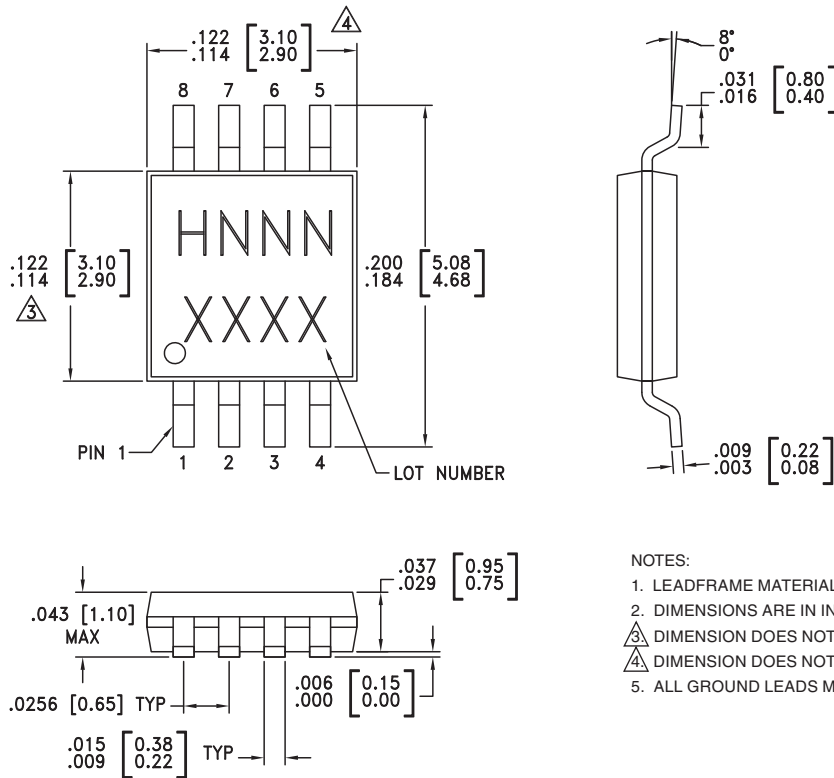 .122 [3.10]
.114 [2.90]
4
8 7 6 5
HNNN
XXXX
.122 [3.10]
.114 [2.90]
3
.200 [5.08]
.184 [4.68]
PIN 1
1 2 3 4
LOT NUMBER
8°
0°
.031 [0.80]
.016 [0.40]
.009 [0.22]
.003 [0.08]
.043 [1.10]
MAX
.037 [0.95]
.029 [0.75]
.0256 [0.65] TYP
.006 [0.15]
.000 [0.00]
.015 [0.38]
.009 [0.22]
TYP
NOTES:
1. LEADFRAME MATERIAL
2. DIMENSIONS ARE IN IN
3. DIMENSION DOES NOT
4. DIMENSION DOES NOT
5. ALL GROUND LEADS M